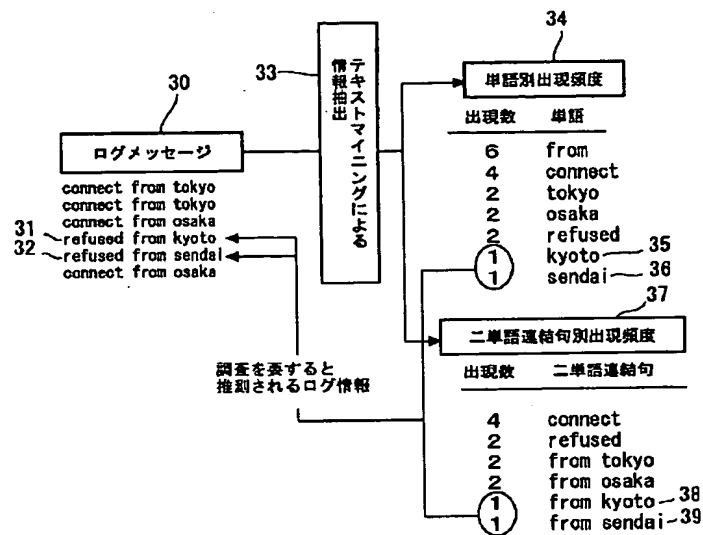 34
単語別出現頻度
33
テキストマイニングによる
情報抽出
30
ログメッセージ
出現数 単語
6 from
4 connect
2 tokyo
2 osaka
2 refused
1 kyoto 35
1 sendai 36
connect from tokyo
connect from tokyo
connect from osaka
31 refused from kyoto
32 refused from sendai
connect from osaka
37
二単語連結句別出現頻度
調査を要すると
推測されるログ情報
出現数 二単語連結句
4 connect
2 refused
2 from tokyo
2 from osaka
1 from kyoto 38
1 from sendai 39